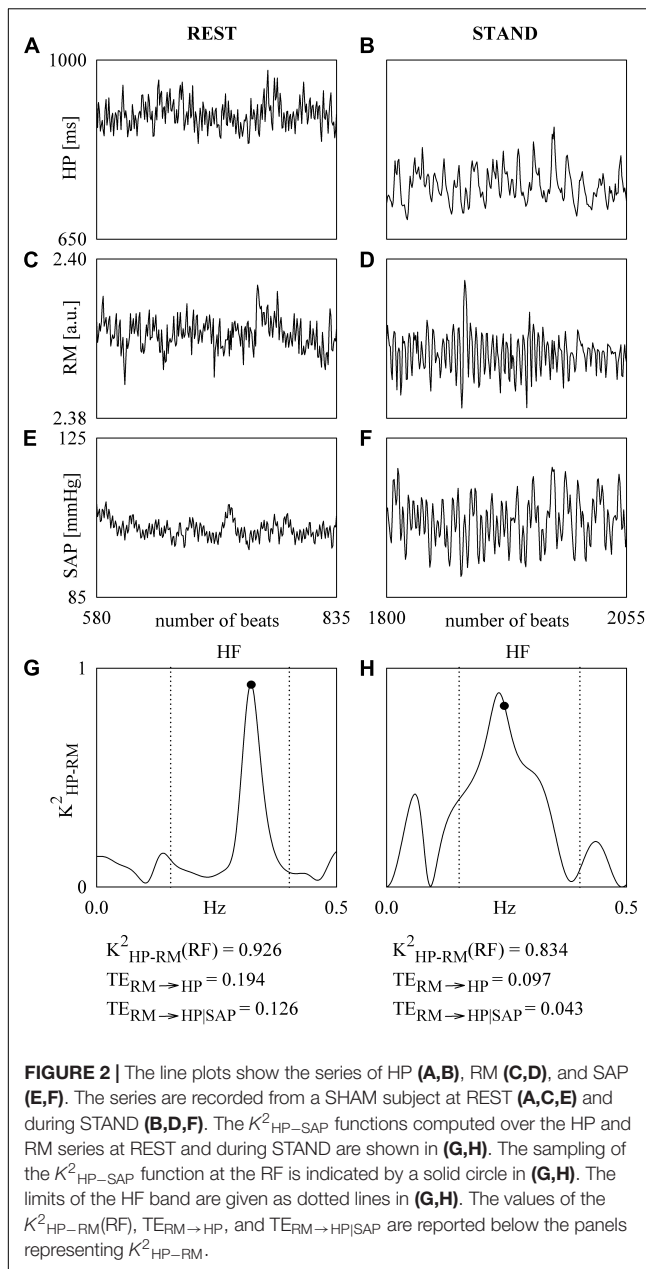 REST STAND
A B
1000
HP [ms]
650
C D
2.40
RM [a.u.]
2.38
E F
125
SAP [mmHg]
85
580 number of beats 835 1800 number of beats 2055
HF HF
G H
1
K²HP-RM
0
0.0 Hz 0.5 0.0 Hz 0.5
K²HP-RM(RF) = 0.926 K²HP-RM(RF) = 0.834
TERM→HP = 0.194 TERM→HP = 0.097
TERM→HP|SAP = 0.126 TERM→HP|SAP = 0.043
FIGURE 2 | The line plots show the series of HP (A,B), RM (C,D), and SAP
(E,F). The series are recorded from a SHAM subject at REST (A,C,E) and
during STAND (B,D,F). The K²HP−SAP functions computed over the HP and
RM series at REST and during STAND are shown in (G,H). The sampling of
the K²HP−SAP function at the RF is indicated by a solid circle in (G,H). The
limits of the HF band are given as dotted lines in (G,H). The values of the
K²HP−RM(RF), TERM→HP, and TERM→HP|SAP are reported below the panels
representing K²HP−RM.